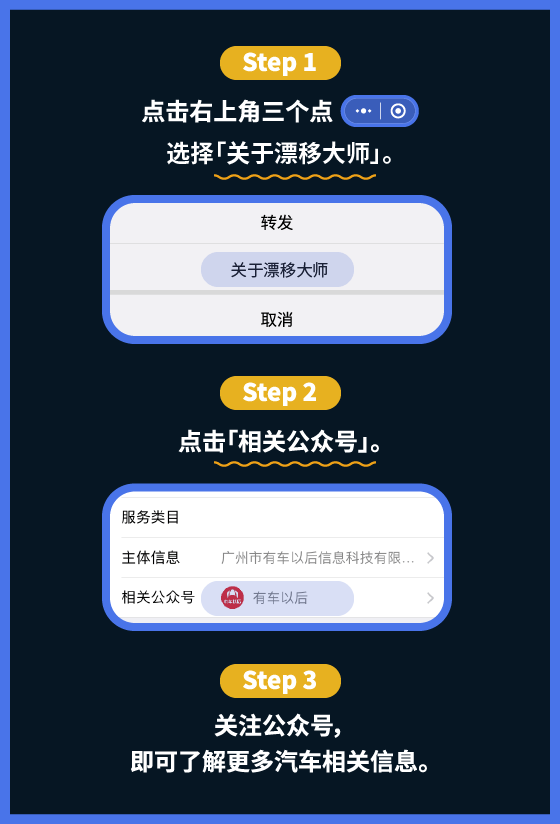 Step 1
点击右上角三个点
选择「关于漂移大师」。
转发
关于漂移大师
取消
Step 2
点击「相关公众号」。
服务类目
主体信息 广州市有车以后信息科技有限...
相关公众号 有车以后
Step 3
关注公众号，
即可了解更多汽车相关信息。